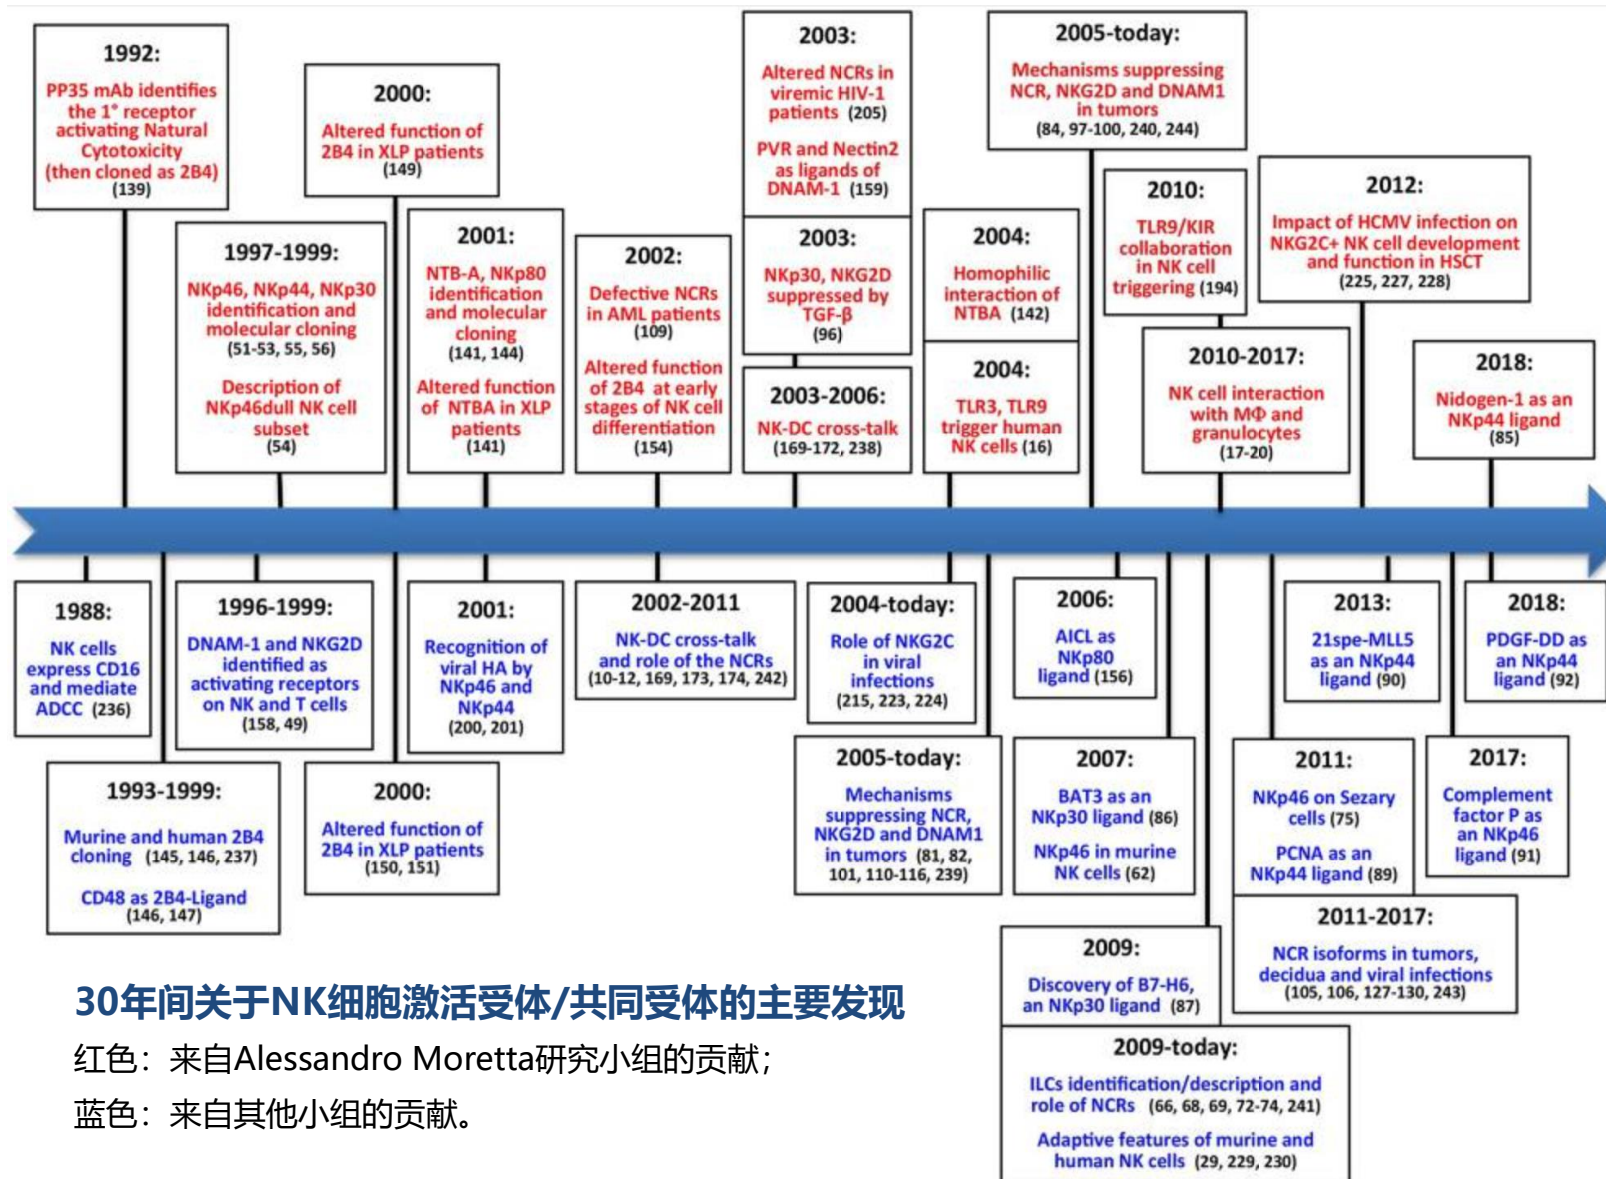 1992:
PP35 mAb identifies
the 1° receptor
activating Natural
Cytotoxicity
(then cloned as 2B4)
(139)
1997-1999:
NKp46, NKp44, NKp30
identification and
molecular cloning
(51-53, 55, 56)
Description of
NKp46dull NK cell
subset
(54)
2000:
Altered function of
2B4 in XLP patients
(149)
2001:
NTB-A, NKp80
identification
and molecular
cloning
(141, 144)
Altered function
of NTBA in XLP
patients
(141)
2002:
Defective NCRs
in AML patients
(109)
Altered function
of 2B4 at early
stages of NK cell
differentiation
(154)
2003:
Altered NCRs in
viremic HIV-1
patients (205)
PVR and Nectin2
as ligands of
DNAM-1 (159)
2003:
NKp30, NKG2D
suppressed by
TGF-β
(96)
2003-2006:
NK-DC cross-talk
(169-172, 238)
2004:
Homophilic
interaction of
NTBA (142)
2004:
TLR3, TLR9
trigger human
NK cells (16)
2005-today:
Mechanisms suppressing
NCR, NKG2D and DNAM1
in tumors
(84, 97-100, 240, 244)
2010:
TLR9/KIR
collaboration
in NK cell
triggering (194)
2010-2017:
NK cell interaction
with MΦ and
granulocytes
(17-20)
2012:
Impact of HCMV infection on
NKG2C+ NK cell development
and function in HSCT
(225, 227, 228)
2018:
Nidogen-1 as an
NKp44 ligand
(85)
1988:
NK cells
express CD16
and mediate
ADCC (236)
1993-1999:
Murine and human 2B4
cloning (145, 146, 237)
CD48 as 2B4-Ligand
(146, 147)
1996-1999:
DNAM-1 and NKG2D
identified as
activating receptors
on NK and T cells
(158, 49)
2000:
Altered function of
2B4 in XLP patients
(150, 151)
2001:
Recognition of
viral HA by
NKp46 and
NKp44
(200, 201)
2002-2011
NK-DC cross-talk
and role of the NCRs
(10-12, 169, 173, 174, 242)
2004-today:
Role of NKG2C
in viral
infections
(215, 223, 224)
2005-today:
Mechanisms
suppressing NCR,
NKG2D and DNAM1
in tumors (81, 82,
101, 110-116, 239)
2006:
AICL as
NKp80
ligand (156)
2007:
BAT3 as an
NKp30 ligand (86)
NKp46 in murine
NK cells (62)
2009:
Discovery of B7-H6,
an NKp30 ligand (87)
2009-today:
ILCs identification/description and
role of NCRs (66, 68, 69, 72-74, 241)
Adaptive features of murine and
human NK cells (29, 229, 230)
2011:
NKp46 on Sezary
cells (75)
PCNA as an
NKp44 ligand (89)
2011-2017:
NCR isoforms in tumors,
decidua and viral infections
(105, 106, 127-130, 243)
2013:
21spe-MLL5
as an NKp44
ligand (90)
2017:
Complement
factor P as
an NKp46
ligand (91)
2018:
PDGF-DD as
an NKp44
ligand (92)
30年间关于NK细胞激活受体/共同受体的主要发现
红色：来自Alessandro Moretta研究小组的贡献；
蓝色：来自其他小组的贡献。